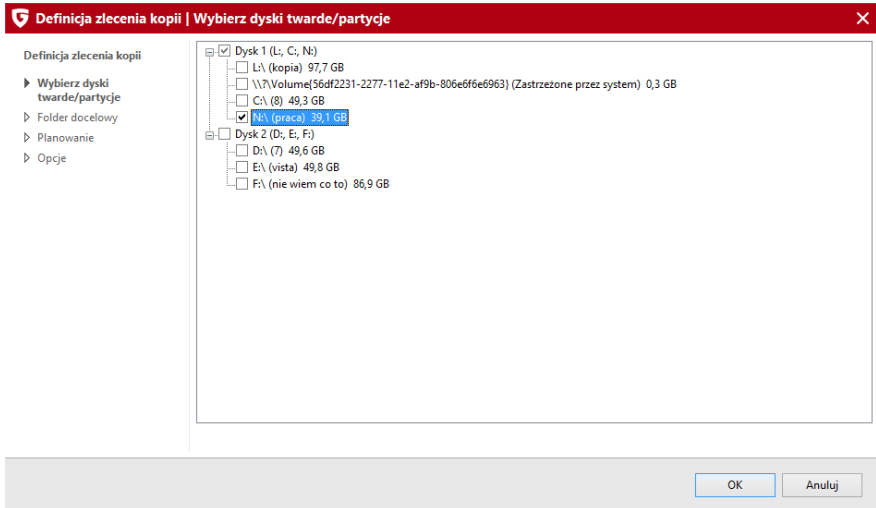 Definicja zlecenia kopii | Wybierz dyski twarde/partycje
Definicja zlecenia kopii
Wybierz dyski
twarde/partycje
Folder docelowy
Planowanie
Opcje
Dysk 1 (L:, C:, N:)
L:\ (kopia) 97,7 GB
\\?\Volume{56df2231-2277-11e2-af9b-806e6f6e6963} (Zastrzeżone przez system) 0,3 GB
C:\ (8) 49,3 GB
N:\ (praca) 39,1 GB
Dysk 2 (D:, E:, F:)
D:\ (7) 49,6 GB
E:\ (vista) 49,8 GB
F:\ (nie wiem co to) 86,9 GB
OK
Anuluj